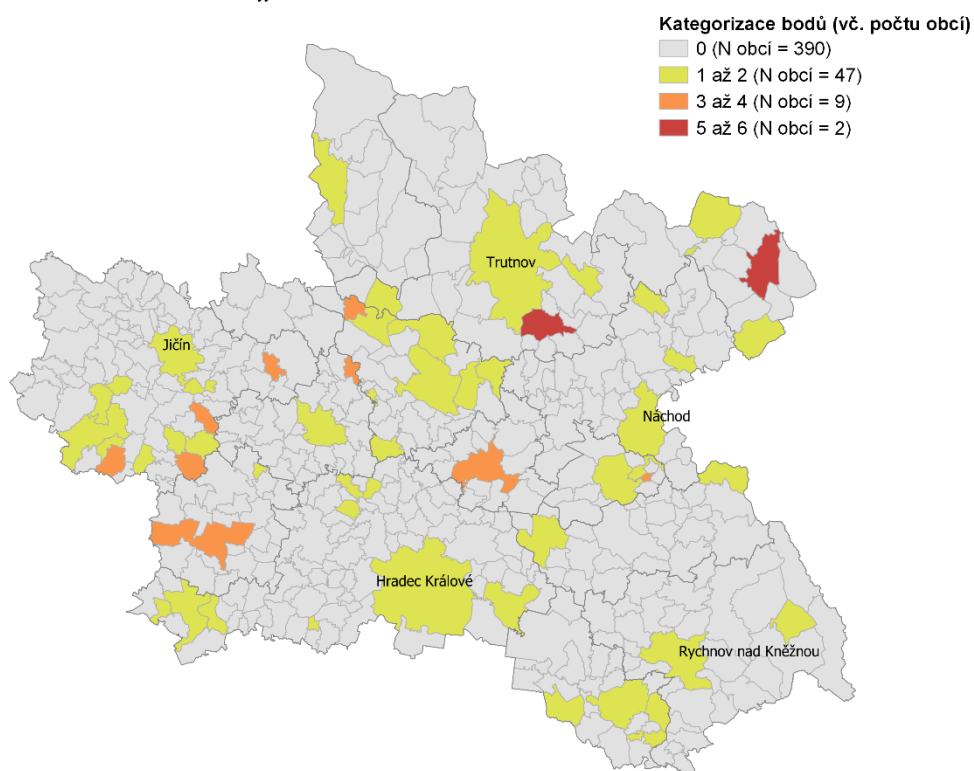 Kategorizace bodů (vč. počtu obcí)
0 (N obcí = 390)
1 až 2 (N obcí = 47)
3 až 4 (N obcí = 9)
5 až 6 (N obcí = 2)
Trutnov
Jičín
Náchod
Hradec Králové
Rychnov nad Kněžnou